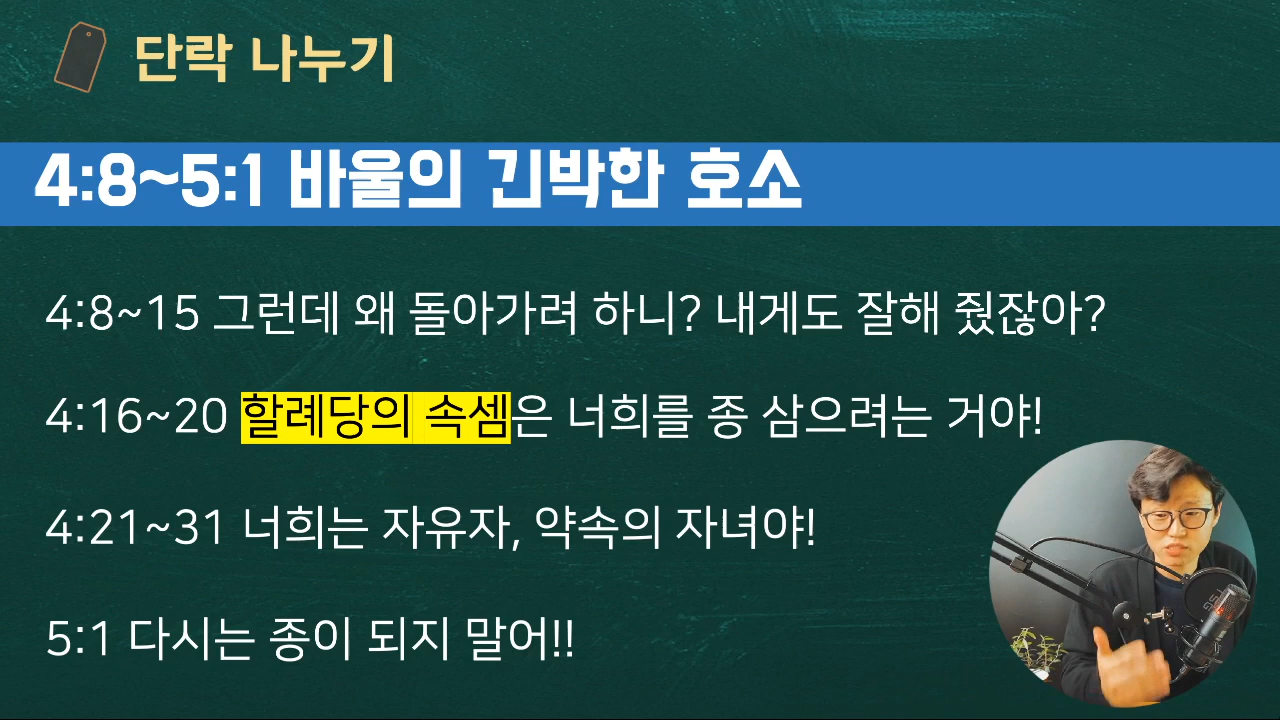 단락 나누기
4:8~5:1 바울의 긴박한 호소
4:8~15 그런데 왜 돌아가려 하니? 내게도 잘해 줬잖아?
4:16~20 할례당의 속셈은 너희를 종 삼으려는 거야!
4:21~31 너희는 자유자, 약속의 자녀야!
5:1 다시는 종이 되지 말어!!